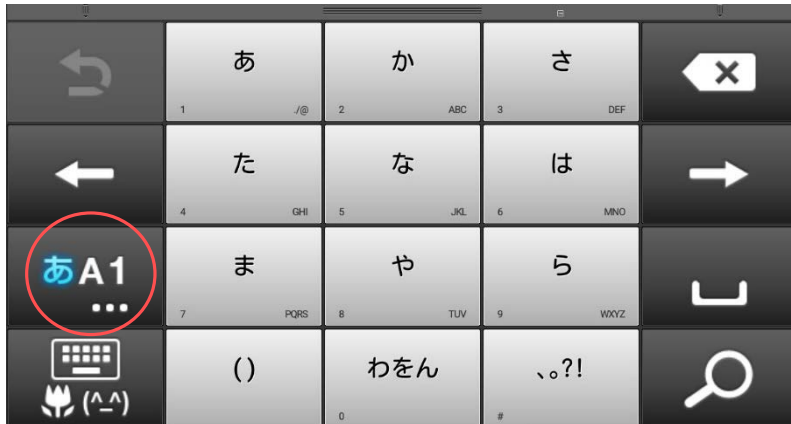 あ
1 ./@
か
2 ABC
さ
3 DEF
た
4 GHI
な
5 JKL
は
6 MNO
あA1
...
ま
7 PQRS
や
8 TUV
ら
9 WXYZ
(^_^)
()
わをん
0
、。?!
#